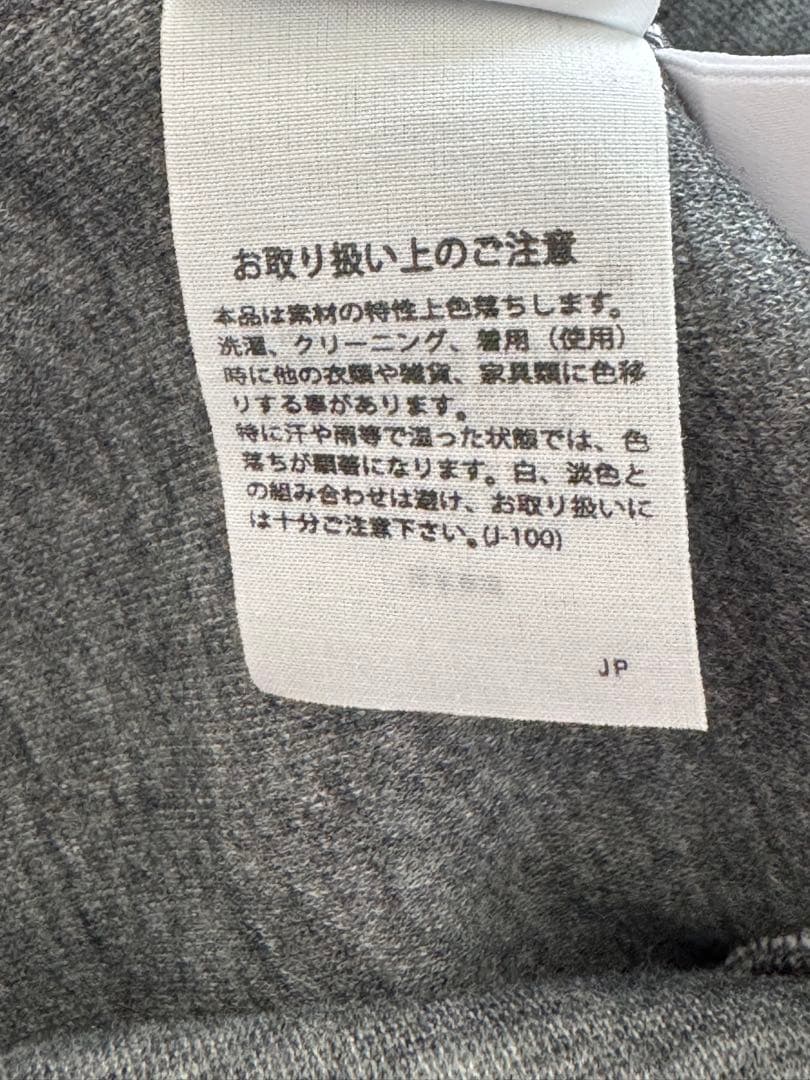 お取り扱い上のご注意
本品は素材の特性上色落ちします。
洗濯、クリーニング、着用（使用）
時に他の衣類や雑貨、家具類に色移
りする事があります。
特に汗や雨等で湿った状態では、色
落ちが顕著になります。白、淡色と
の組み合わせは避け、お取り扱いに
は十分ご注意下さい。(J-100)
JP